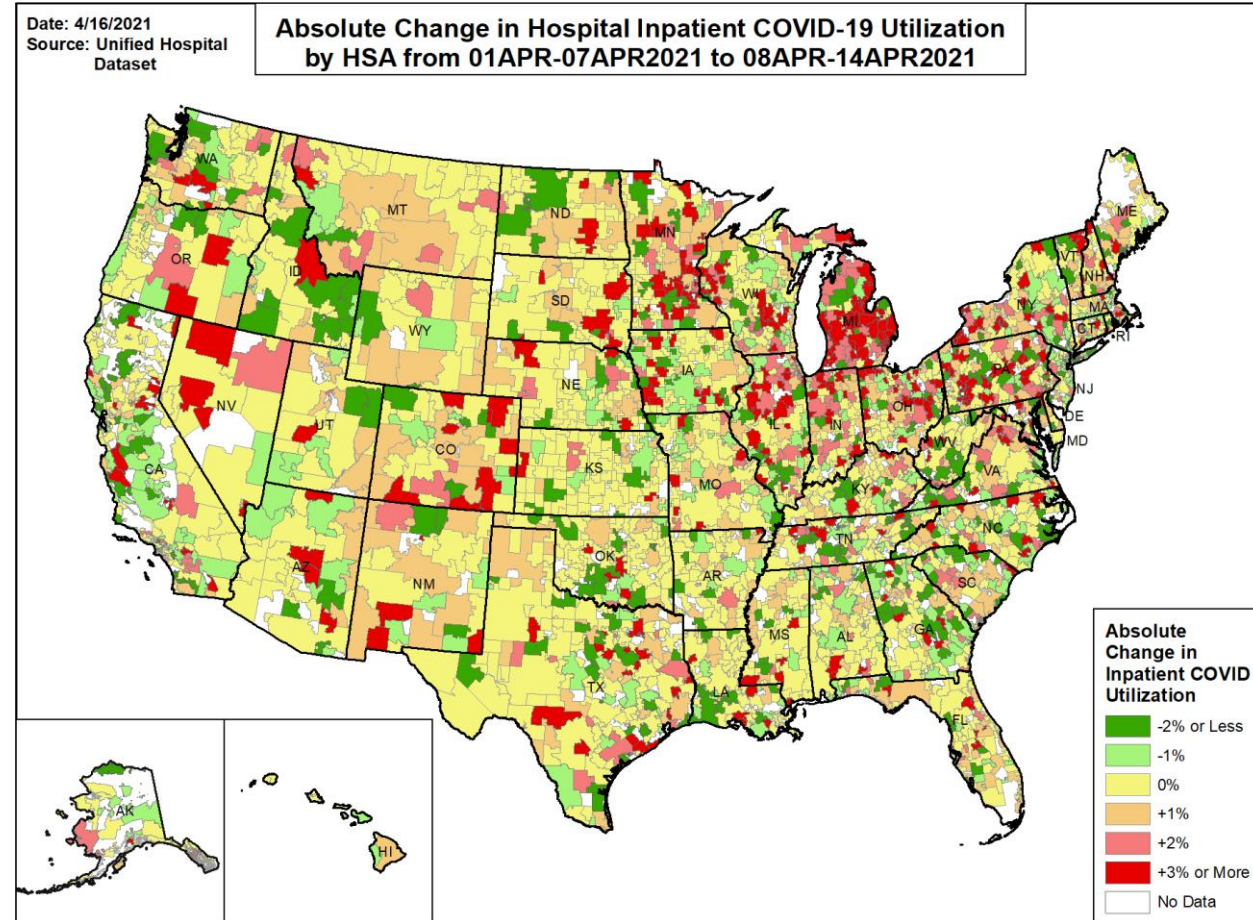 Date: 4/16/2021
Source: Unified Hospital
Dataset
Absolute Change in Hospital Inpatient COVID-19 Utilization
by HSA from 01APR-07APR2021 to 08APR-14APR2021
WA
MT
ND
MN
ME
OR
ID
SD
WI
VT
NH
NY
MA
WY
MI
CT
RI
IA
PA
NE
NJ
NV
UT
OH
IL
IN
DE
CO
WV
MD
CA
KS
MO
VA
KY
NC
TN
OK
AZ
NM
AR
SC
MS
AL
GA
TX
LA
FL
AK
HI
Absolute
Change in
Inpatient COVID
Utilization
-2% or Less
-1%
0%
+1%
+2%
+3% or More
No Data